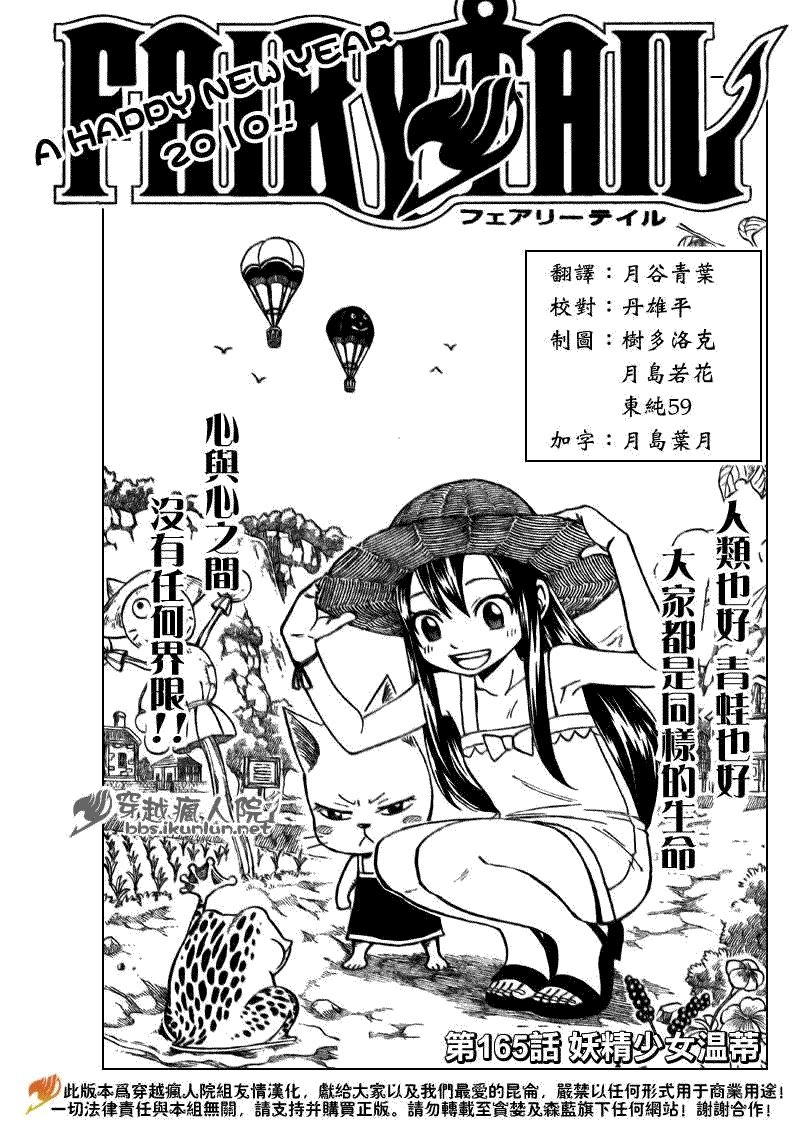 FAIRY TAIL
A HAPPY NEW YEAR
2010!!
フェアリーテイル
翻譯：月谷青葉
校對：丹雄平
制圖：樹多洛克
月島若花
東純59
加字：月島葉月
人類也好 青蛙也好
大家都是同樣的生命
心與心之間
沒有任何界限!!
穿越瘋人院
bbs.ikunlun.net
第165話 妖精少女温蒂
此版本爲穿越瘋人院組友情漢化，獻給大家以及我們最愛的昆侖，嚴禁以任何形式用于商業用途！
一切法律責任與本組無關，請支持并購買正版。請勿轉載至貪婪及森藍旗下任何網站！謝謝合作！